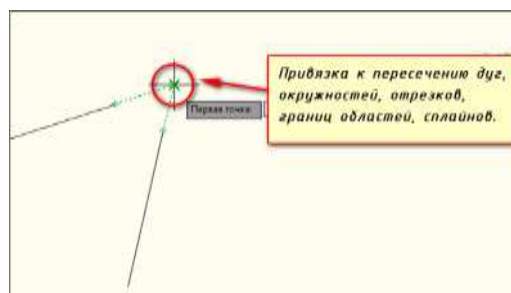 Привязка к пересечению дуг,
окружностей, отрезков,
границ областей, сплайнов.
Первая точка: